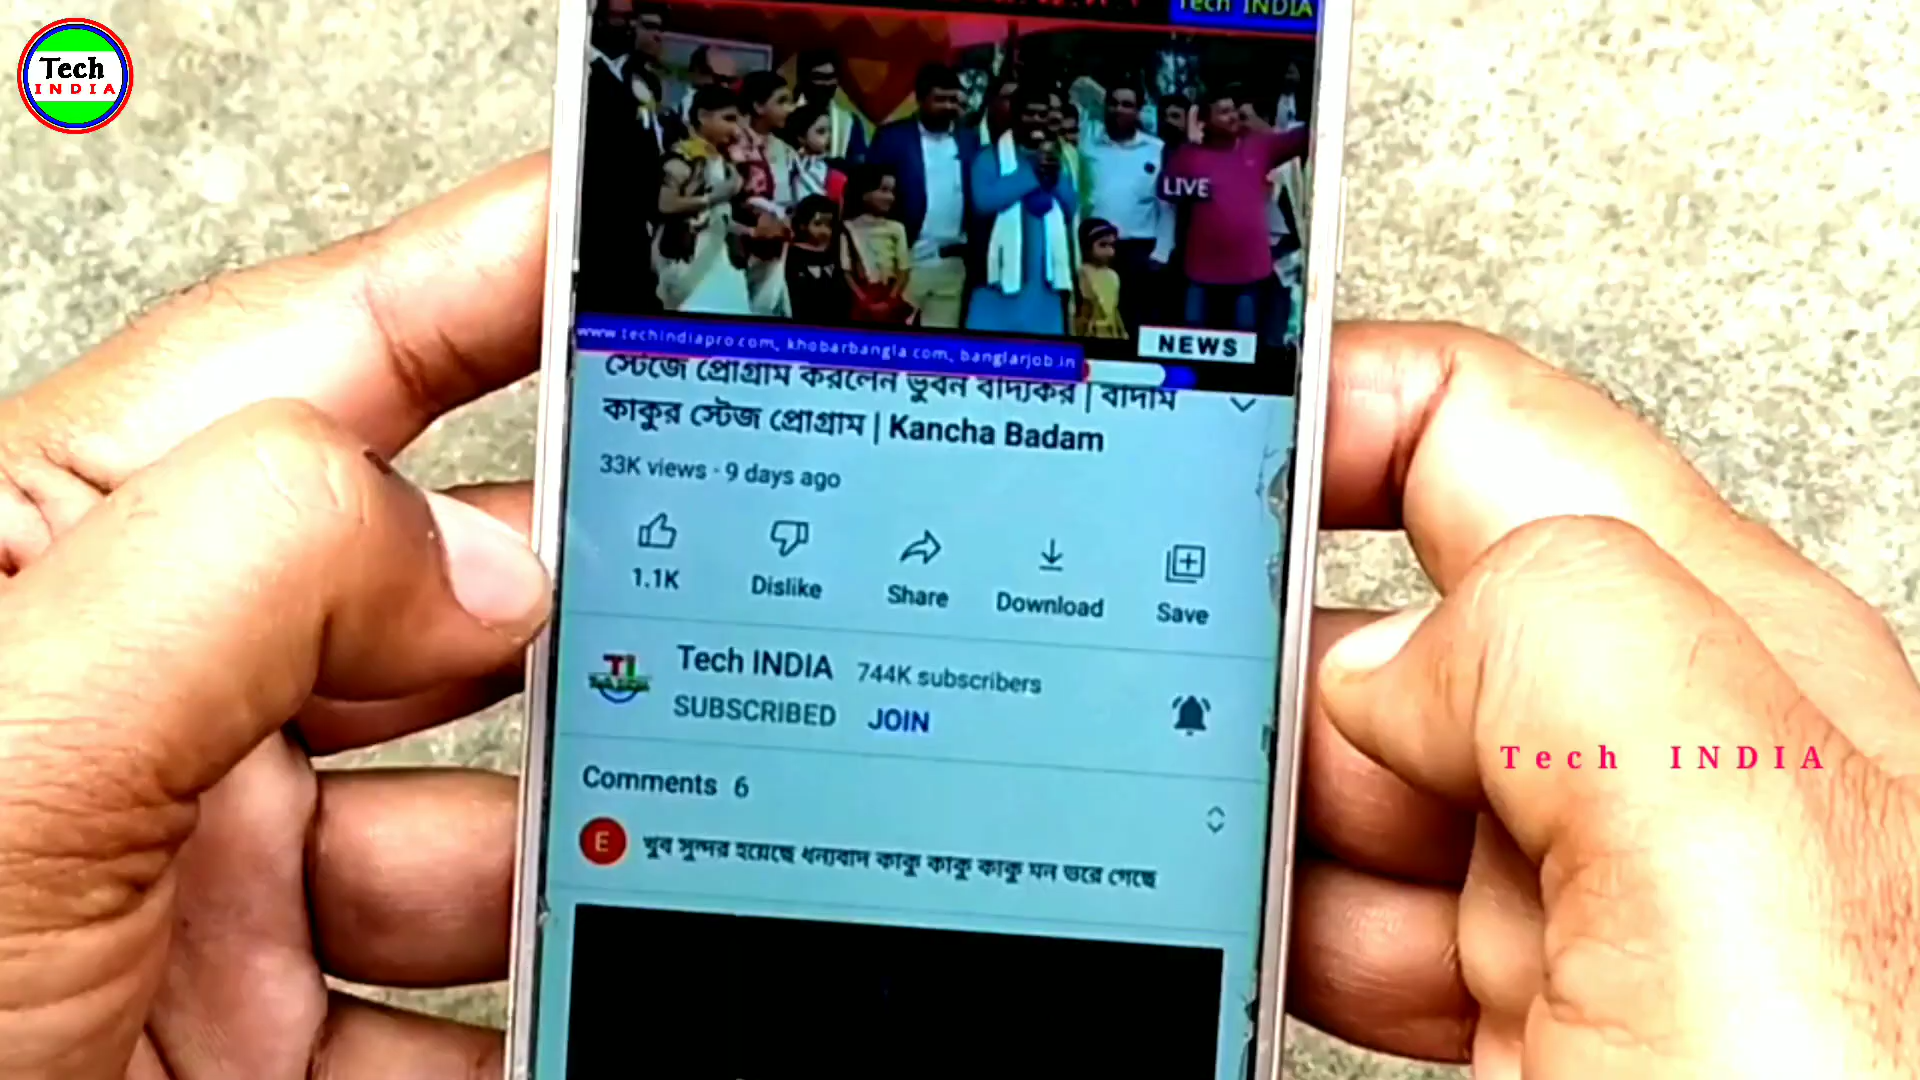 Tech
INDIA
Tech INDIA
LIVE
NEWS
www.techindiapro.com, khobarbangla.com, banglarjob.in
স্টেজে প্রোগ্রাম করলেন ভুবন বাদ্যকর | বাদাম
কাকুর স্টেজ প্রোগ্রাম | Kancha Badam
33K views · 9 days ago
1.1K
Dislike
Share
Download
Save
Tech INDIA 744K subscribers
SUBSCRIBED JOIN
Tech INDIA
Comments 6
E
খুব সুন্দর হয়েছে ধন্যবাদ কাকু কাকু কাকু মন ভরে গেছে